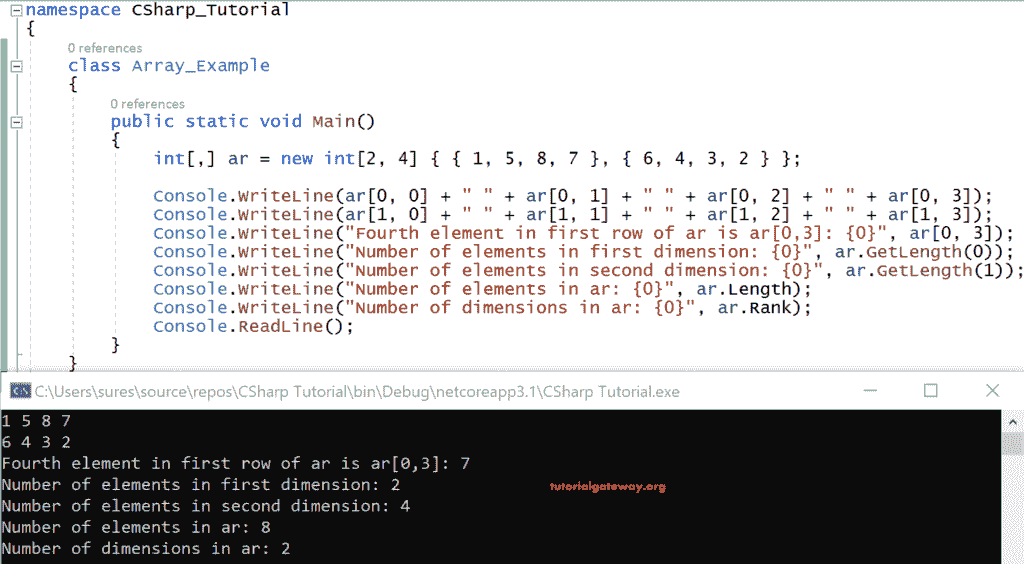 namespace CSharp_Tutorial
{
0 references
class Array_Example
{
0 references
public static void Main()
{
int[,] ar = new int[2, 4] { { 1, 5, 8, 7 }, { 6, 4, 3, 2 } };
Console.WriteLine(ar[0, 0] + " " + ar[0, 1] + " " + ar[0, 2] + " " + ar[0, 3]);
Console.WriteLine(ar[1, 0] + " " + ar[1, 1] + " " + ar[1, 2] + " " + ar[1, 3]);
Console.WriteLine("Fourth element in first row of ar is ar[0,3]: {0}", ar[0, 3]);
Console.WriteLine("Number of elements in first dimension: {0}", ar.GetLength(0));
Console.WriteLine("Number of elements in second dimension: {0}", ar.GetLength(1));
Console.WriteLine("Number of elements in ar: {0}", ar.Length);
Console.WriteLine("Number of dimensions in ar: {0}", ar.Rank);
Console.ReadLine();
}
}
C:\Users\sures\source\repos\CSharp Tutorial\bin\Debug\netcoreapp3.1\CSharp Tutorial.exe
1 5 8 7
6 4 3 2
Fourth element in first row of ar is ar[0,3]: 7
Number of elements in first dimension: 2
tutorialgateway.org
Number of elements in second dimension: 4
Number of elements in ar: 8
Number of dimensions in ar: 2